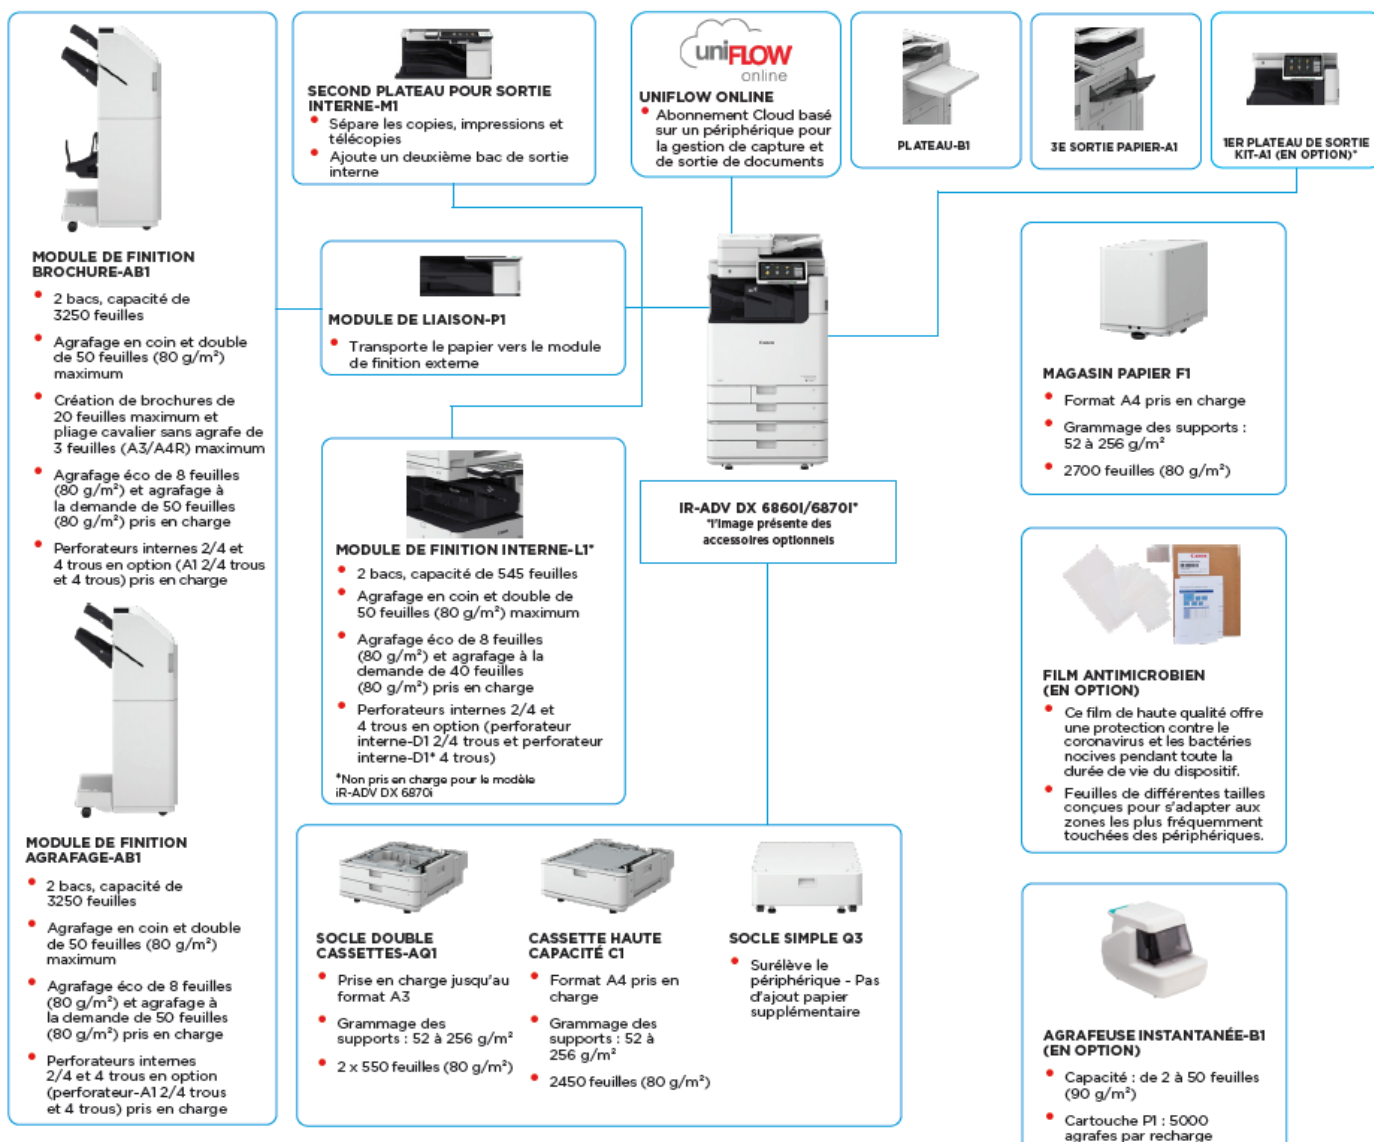 MODULE DE FINITION
BROCHURE-AB1
• 2 bacs, capacité de
3250 feuilles
• Agrafage en coin et double
de 50 feuilles (80 g/m²)
maximum
• Création de brochures de
20 feuilles maximum et
pliage cavalier sans agrafe de
3 feuilles (A3/A4R) maximum
• Agrafage éco de 8 feuilles
(80 g/m²) et agrafage à
la demande de 50 feuilles
(80 g/m²) pris en charge
• Perforateurs internes 2/4 et
4 trous en option (A1 2/4 trous
et 4 trous) pris en charge
MODULE DE FINITION
AGRAFAGE-AB1
• 2 bacs, capacité de
3250 feuilles
• Agrafage en coin et double
de 50 feuilles (80 g/m²)
maximum
• Agrafage éco de 8 feuilles
(80 g/m²) et agrafage à
la demande de 50 feuilles
(80 g/m²) pris en charge
• Perforateurs internes
2/4 et 4 trous en option
(perforateur-A1 2/4 trous
et 4 trous) pris en charge
SECOND PLATEAU POUR SORTIE
INTERNE-M1
• Sépare les copies, impressions et
télécopies
• Ajoute un deuxième bac de sortie
interne
uniFLOW
online
UNIFLOW ONLINE
• Abonnement Cloud basé
sur un périphérique pour
la gestion de capture et
de sortie de documents
PLATEAU-B1
3E SORTIE PAPIER-A1
1ER PLATEAU DE SORTIE
KIT-A1 (EN OPTION)*
MODULE DE LIAISON-P1
• Transporte le papier vers le module
de finition externe
Canon
IR-ADV DX 6860I/6870I*
*l'image présente des
accessoires optionnels
MODULE DE FINITION INTERNE-L1*
• 2 bacs, capacité de 545 feuilles
• Agrafage en coin et double de
50 feuilles (80 g/m²) maximum
• Agrafage éco de 8 feuilles
(80 g/m²) et agrafage à la
demande de 40 feuilles
(80 g/m²) pris en charge
• Perforateurs internes 2/4 et
4 trous en option (perforateur
interne-D1 2/4 trous et perforateur
interne-D1* 4 trous)
*Non pris en charge pour le modèle
iR-ADV DX 6870i
SOCLE DOUBLE
CASSETTES-AQ1
• Prise en charge jusqu'au
format A3
• Grammage des
supports : 52 à 256 g/m²
• 2 x 550 feuilles (80 g/m²)
CASSETTE HAUTE
CAPACITÉ C1
• Format A4 pris en
charge
• Grammage des
supports : 52 à
256 g/m²
• 2450 feuilles (80 g/m²)
SOCLE SIMPLE Q3
• Surélève le
périphérique - Pas
d'ajout papier
supplémentaire
MAGASIN PAPIER F1
• Format A4 pris en charge
• Grammage des supports :
52 à 256 g/m²
• 2700 feuilles (80 g/m²)
Canon
FILM ANTIMICROBIEN
(EN OPTION)
• Ce film de haute qualité offre
une protection contre le
coronavirus et les bactéries
nocives pendant toute la
durée de vie du dispositif.
• Feuilles de différentes tailles
conçues pour s'adapter aux
zones les plus fréquemment
touchées des périphériques.
AGRAFEUSE INSTANTANÉE-B1
(EN OPTION)
• Capacité : de 2 à 50 feuilles
(90 g/m²)
• Cartouche P1 : 5000
agrafes par recharge